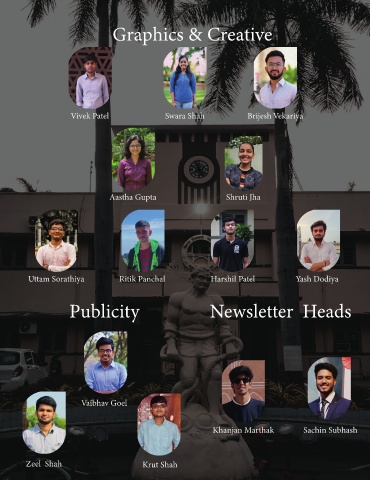 Graphics & Creative
Vivek Patel
Swara Shah
Brijesh Vekariya
Aastha Gupta
Shruti Jha
Uttam Sorathiya
Ritik Panchal
Harshil Patel
Yash Dodiya
Publicity
Newsletter Heads
Vaibhav Goel
Khanjan Marthak
Sachin Subhash
Zeel Shah
Krut Shah